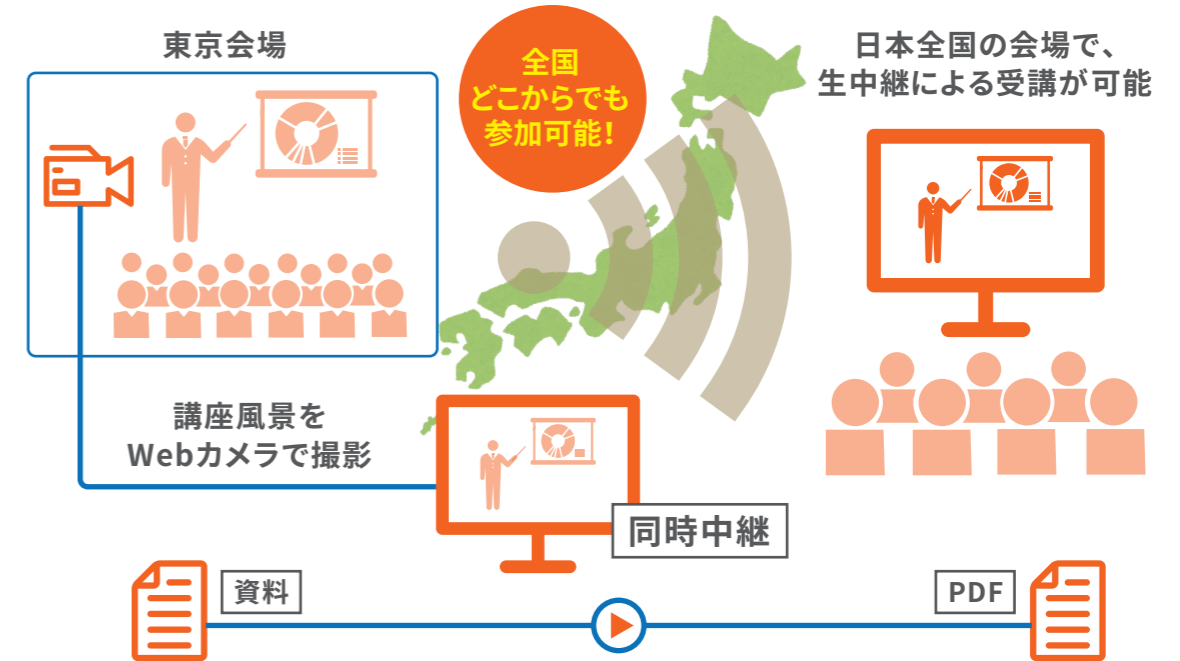 東京会場
全国
どこからでも
参加可能！
日本全国の会場で、
生中継による受講が可能
講座風景を
Webカメラで撮影
同時中継
資料
PDF